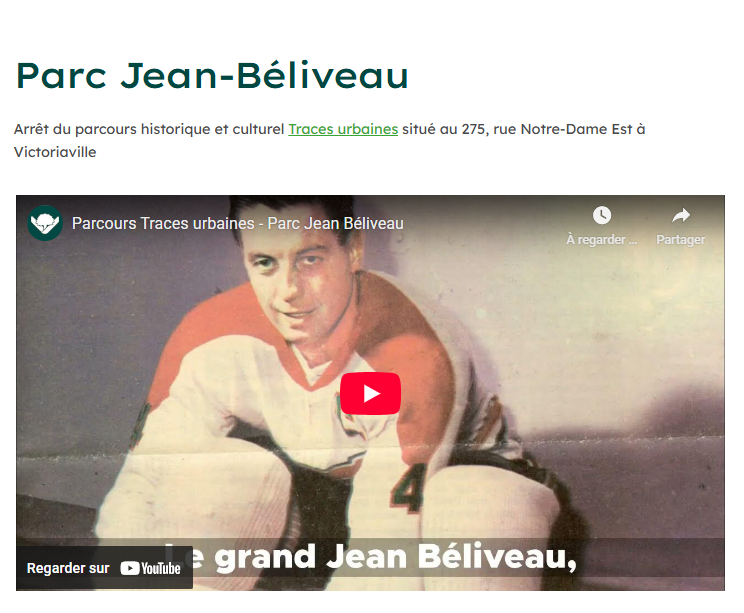 Parc Jean-Béliveau
Arrêt du parcours historique et culturel Traces urbaines situé au 275, rue Notre-Dame Est à
Victoriaville
Parcours Traces urbaines - Parc Jean Béliveau
À regarder ...
Partager
4
Le grand Jean Béliveau,
Regarder sur YouTube